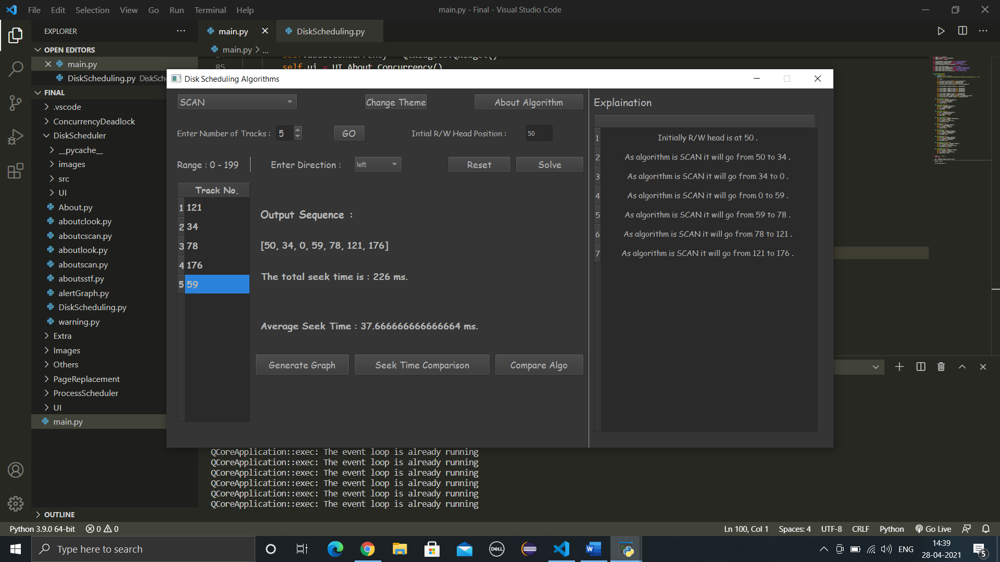 File Edit Selection View Go Run Terminal Help
main.py - Final - Visual Studio Code
EXPLORER
main.py
DiskScheduling.py
OPEN EDITORS
main.py > ...
main.py
85
self.ui = UI_About_Concurrency()
DiskScheduling.py DiskSch
FINAL
.vscode
ConcurrencyDeadlock
DiskScheduler
__pycache__
images
src
UI
About.py
aboutclook.py
aboutcscan.py
aboutlook.py
aboutscan.py
aboutsstf.py
alertGraph.py
DiskScheduling.py
warning.py
Extra
Images
Others
PageReplacement
ProcessScheduler
UI
main.py
OUTLINE
Disk Scheduling Algorithms
SCAN
Change Theme
About Algorithm
Enter Number of Tracks : 5
GO
Intial R/W Head Position : 50
Range : 0 - 199
Enter Direction : left
Reset
Solve
Track No.
1 121
2 34
3 78
4 176
5 59
Output Sequence :
[50, 34, 0, 59, 78, 121, 176]
The total seek time is : 226 ms.
Average Seek Time : 37.666666666666664 ms.
Generate Graph
Seek Time Comparison
Compare Algo
Explaination
1 Initially R/W head is at 50 .
2 As algorithm is SCAN it will go from 50 to 34 .
3 As algorithm is SCAN it will go from 34 to 0 .
4 As algorithm is SCAN it will go from 0 to 59 .
5 As algorithm is SCAN it will go from 59 to 78 .
6 As algorithm is SCAN it will go from 78 to 121 .
7 As algorithm is SCAN it will go from 121 to 176 .
QCoreApplication::exec: The event loop is already running
QCoreApplication::exec: The event loop is already running
QCoreApplication::exec: The event loop is already running
QCoreApplication::exec: The event loop is already running
QCoreApplication::exec: The event loop is already running
QCoreApplication::exec: The event loop is already running
Python 3.9.0 64-bit 0 0
Ln 100, Col 1 Spaces: 4 UTF-8 CRLF Python Go Live
Type here to search
DELL
W
ENG
14:39
28-04-2021
5